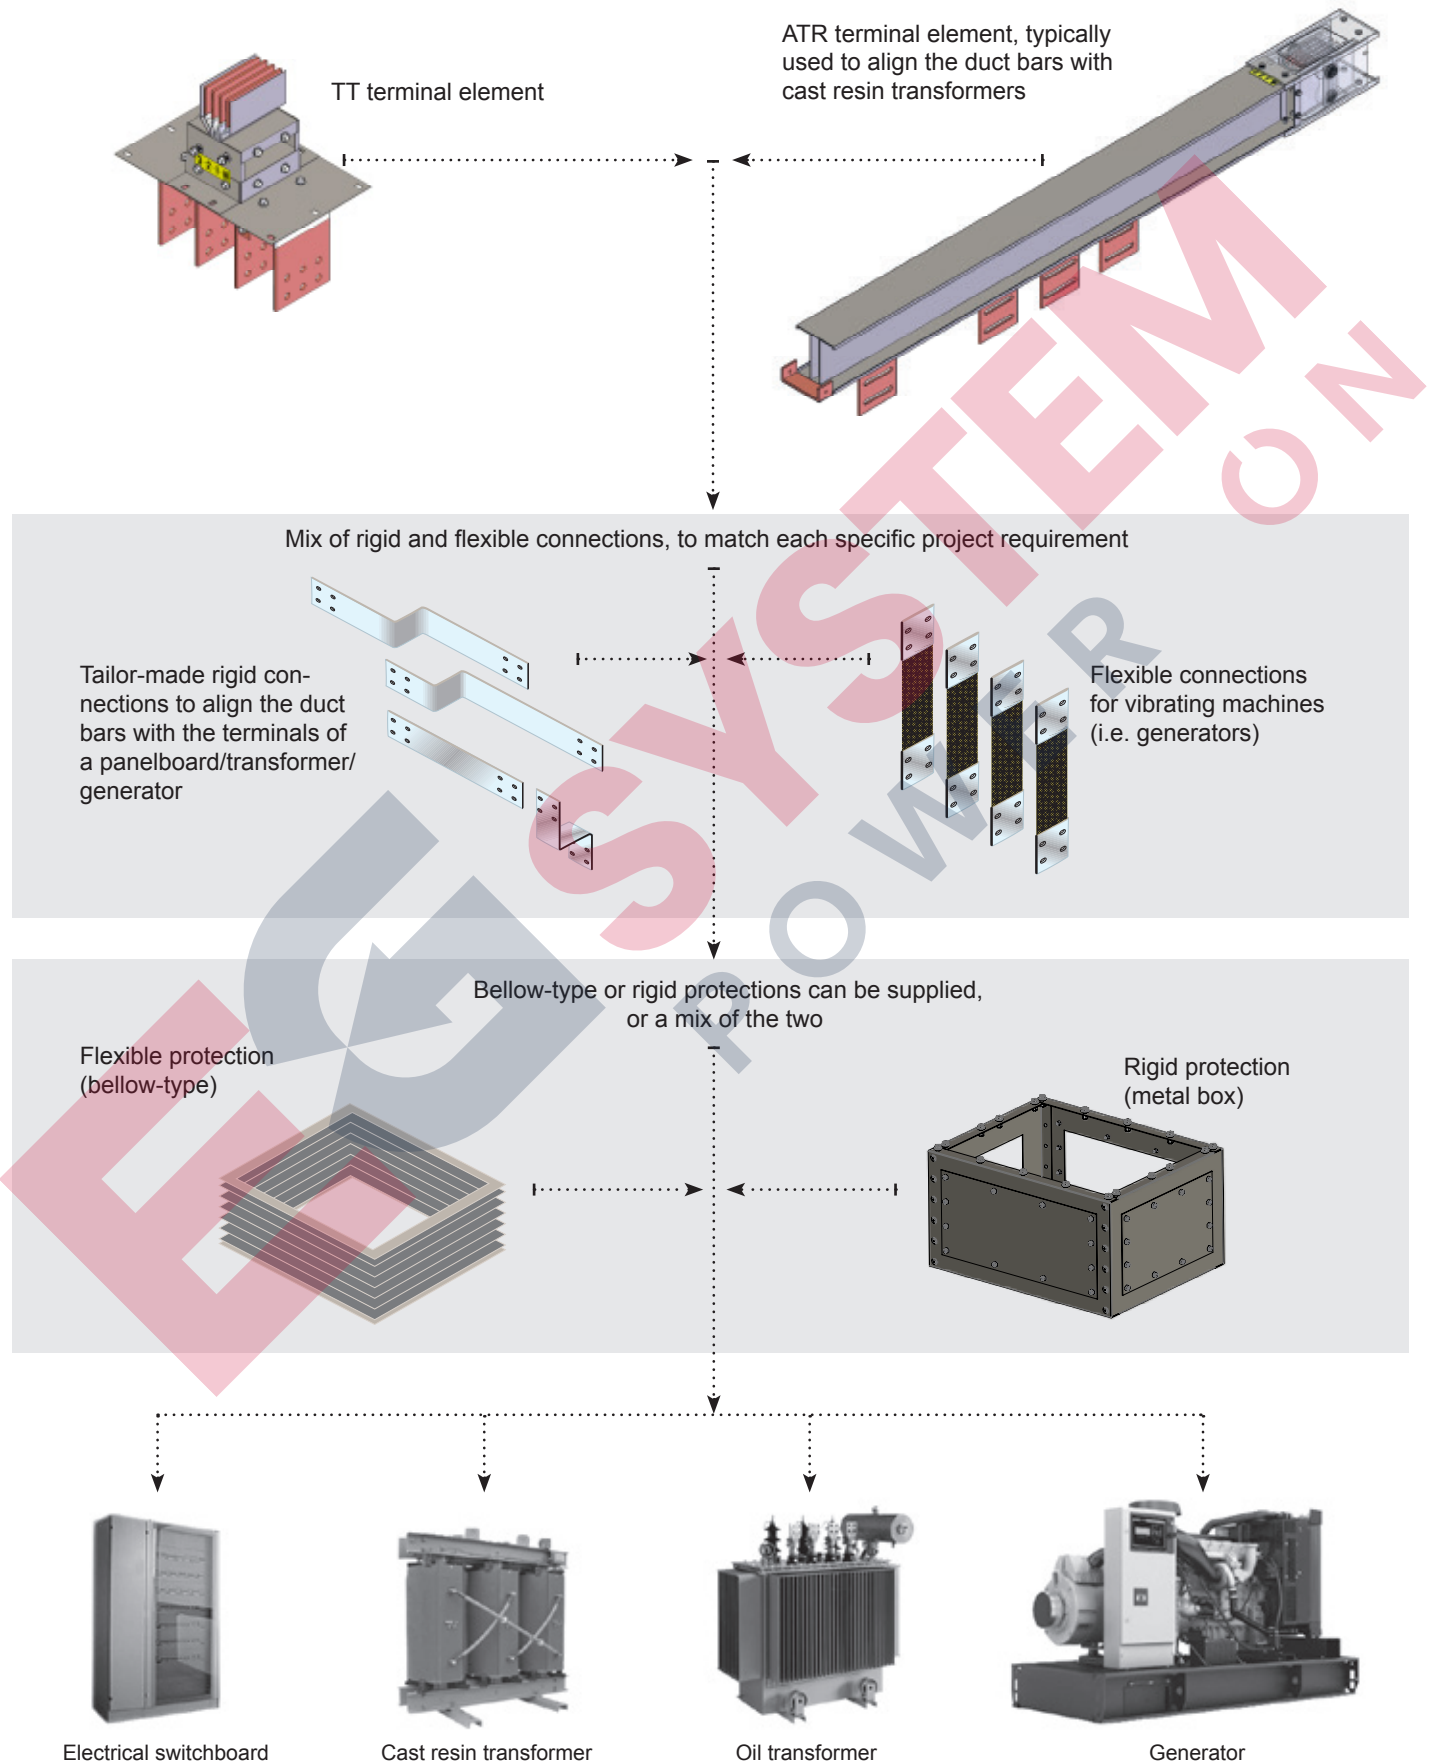 TT terminal element
ATR terminal element, typically
used to align the duct bars with
cast resin transformers
Mix of rigid and flexible connections, to match each specific project requirement
Tailor-made rigid con-
nections to align the duct
bars with the terminals of
a panelboard/transformer/
generator
Flexible connections
for vibrating machines
(i.e. generators)
Bellow-type or rigid protections can be supplied,
or a mix of the two
Flexible protection
(bellow-type)
Rigid protection
(metal box)
Electrical switchboard
Cast resin transformer
Oil transformer
Generator
EG SYSTEM
POWER ON